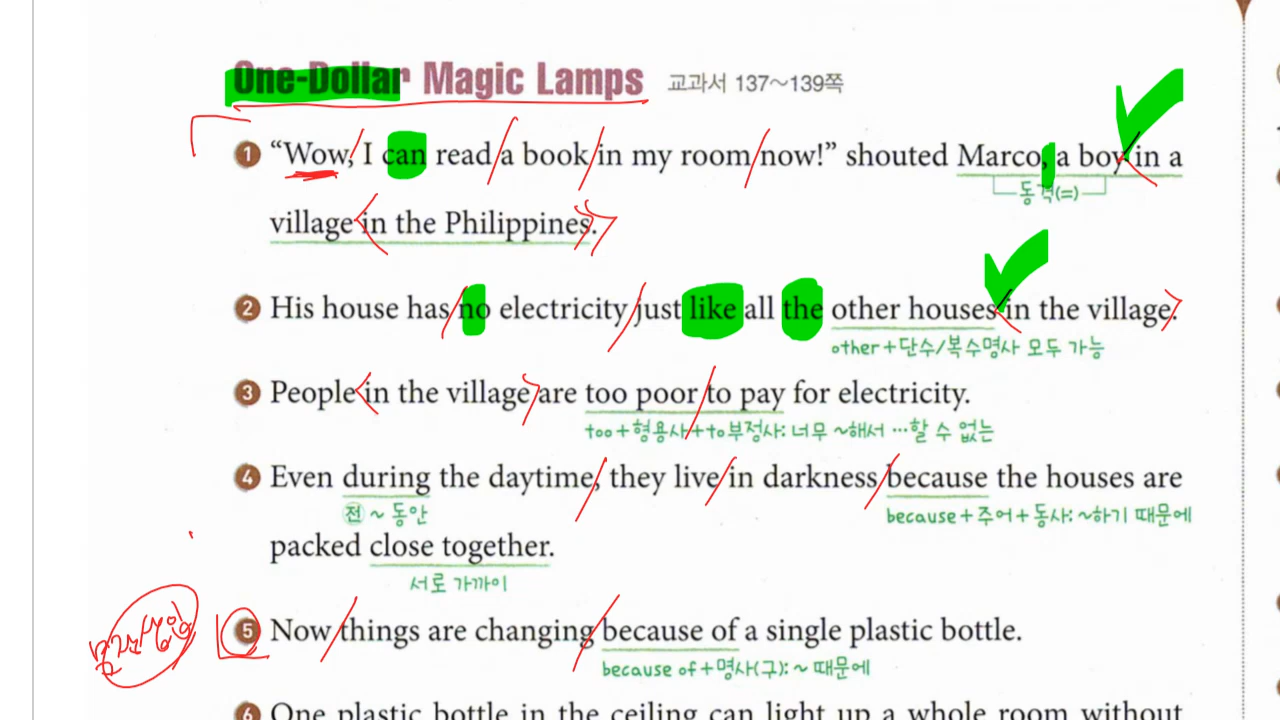 One-Dollar Magic Lamps 교과서 137~139쪽
1 “Wow, I can read a book in my room now!” shouted Marco, a boy in a
동격(=)
village in the Philippines.
2 His house has no electricity just like all the other houses in the village.
other+단수/복수명사 모두 가능
3 People in the village are too poor to pay for electricity.
too+형용사+to부정사: 너무 ~해서 …할 수 없는
4 Even during the daytime, they live in darkness because the houses are
전 ~ 동안 because+주어+동사: ~하기 때문에
packed close together.
서로 가까이
5 Now things are changing because of a single plastic bottle.
because of+명사(구): ~ 때문에
6 One plastic bottle in the ceiling can light up a whole room without